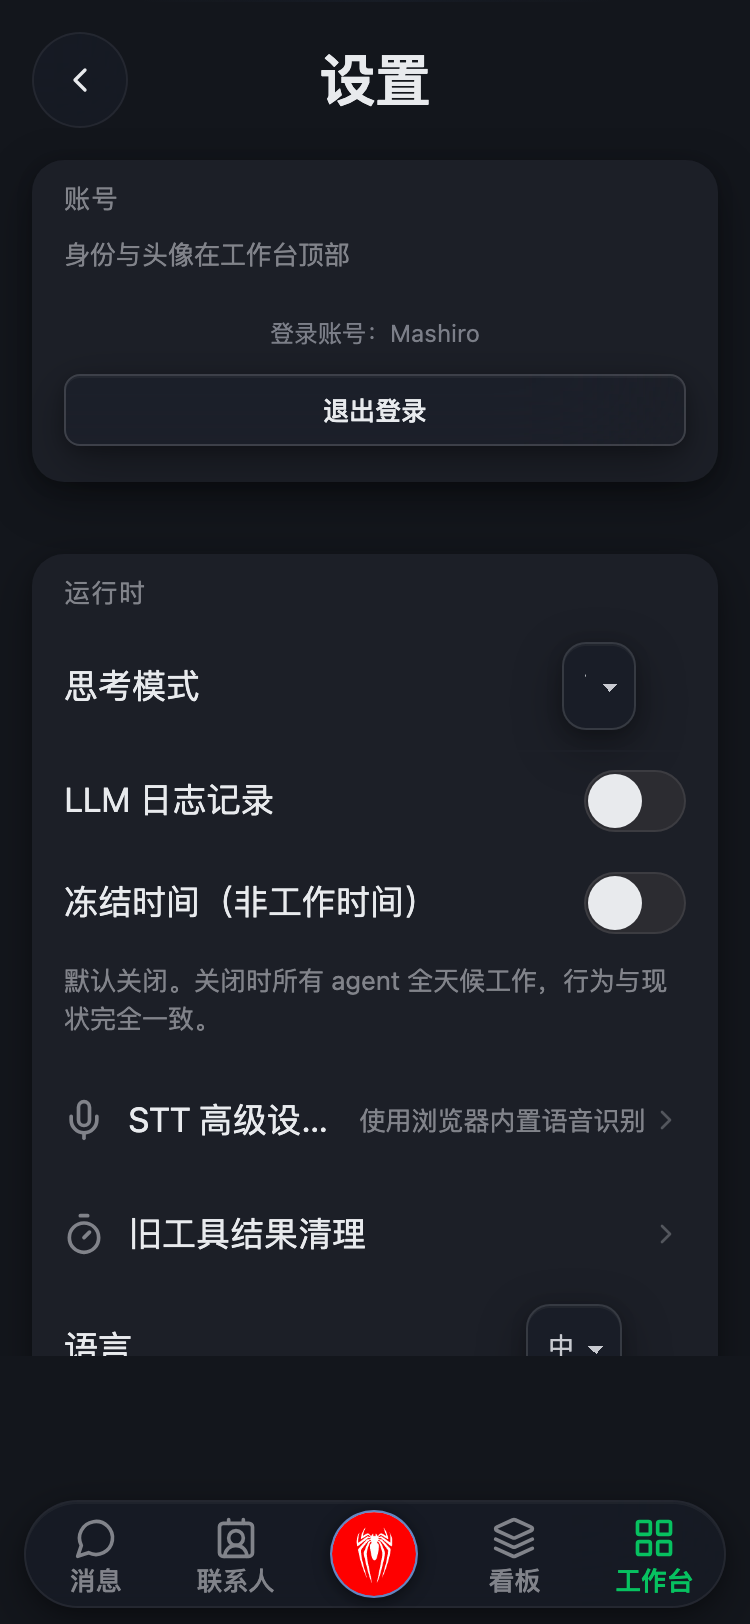 设置
账号
身份与头像在工作台顶部
登录账号：Mashiro
退出登录
运行时
思考模式
LLM 日志记录
冻结时间（非工作时间）
默认关闭。关闭时所有 agent 全天候工作，行为与现
状完全一致。
STT 高级设... 使用浏览器内置语音识别
旧工具结果清理
语言 中
消息 联系人 看板 工作台